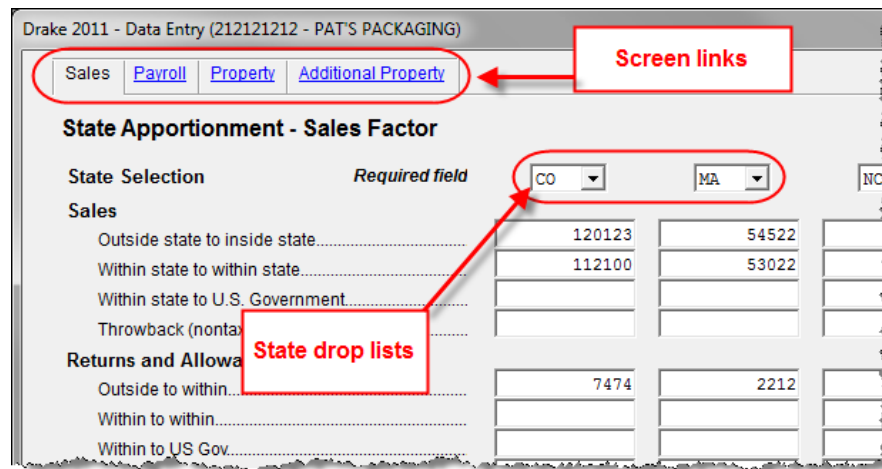 Drake 2011 - Data Entry (212121212 - PAT'S PACKAGING)
Screen links
Sales Payroll Property Additional Property
State Apportionment - Sales Factor
State Selection Required field CO MA NC
Sales
Outside state to inside state 120123 54522
Within state to within state 112100 53022
Within state to U.S. Government
Throwback
State drop lists
Returns and
Outside to within 7474 2212
Within to within
Within to US Gov